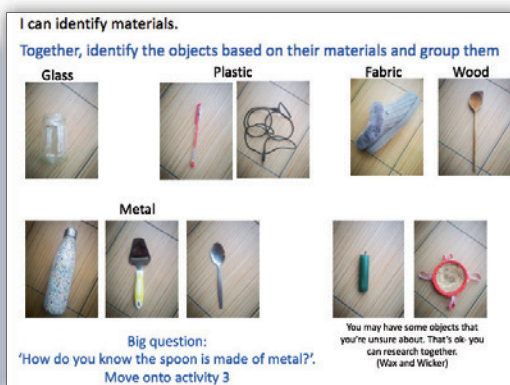 I can identify materials.
Together, identify the objects based on their materials and group them
Glass
Plastic
Fabric
Wood
Metal
Big question:
'How do you know the spoon is made of metal?'.
Move onto activity 3
You may have some objects that
you're unsure about. That's ok- you
can research together.
(Wax and Wicker)